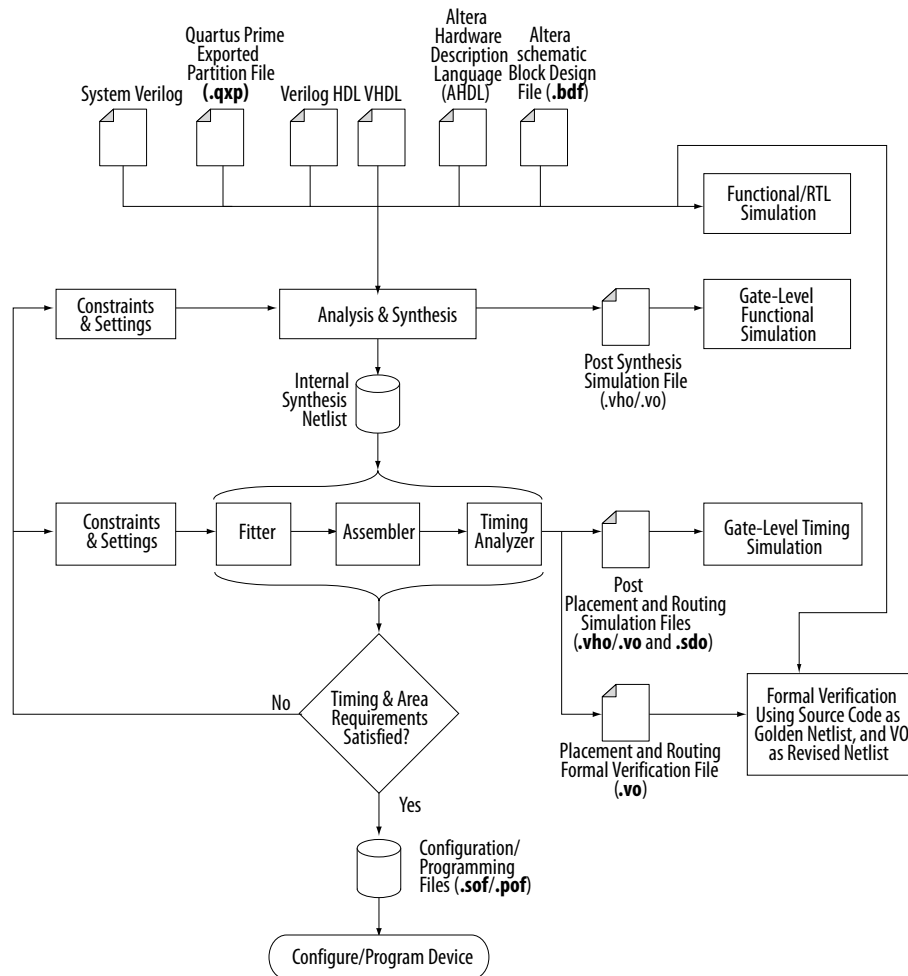 Quartus Prime
Exported
Partition File
(.qxp)
Altera
Hardware
Description
Language
(AHDL)
Altera
schematic
Block Design
File (.bdf)
System Verilog
Verilog HDL VHDL
Functional/RTL
Simulation
Constraints
& Settings
Analysis & Synthesis
Gate-Level
Functional
Simulation
Post Synthesis
Simulation File
(.vho/.vo)
Internal
Synthesis
Netlist
Constraints
& Settings
Fitter
Assembler
Timing
Analyzer
Gate-Level Timing
Simulation
Post
Placement and Routing
Simulation Files
(.vho/.vo and .sdo)
No
Timing & Area
Requirements
Satisfied?
Formal Verification
Using Source Code as
Golden Netlist, and VO
as Revised Netlist
Placement and Routing
Formal Verification File
(.vo)
Yes
Configuration/
Programming
Files (.sof/.pof)
Configure/Program Device